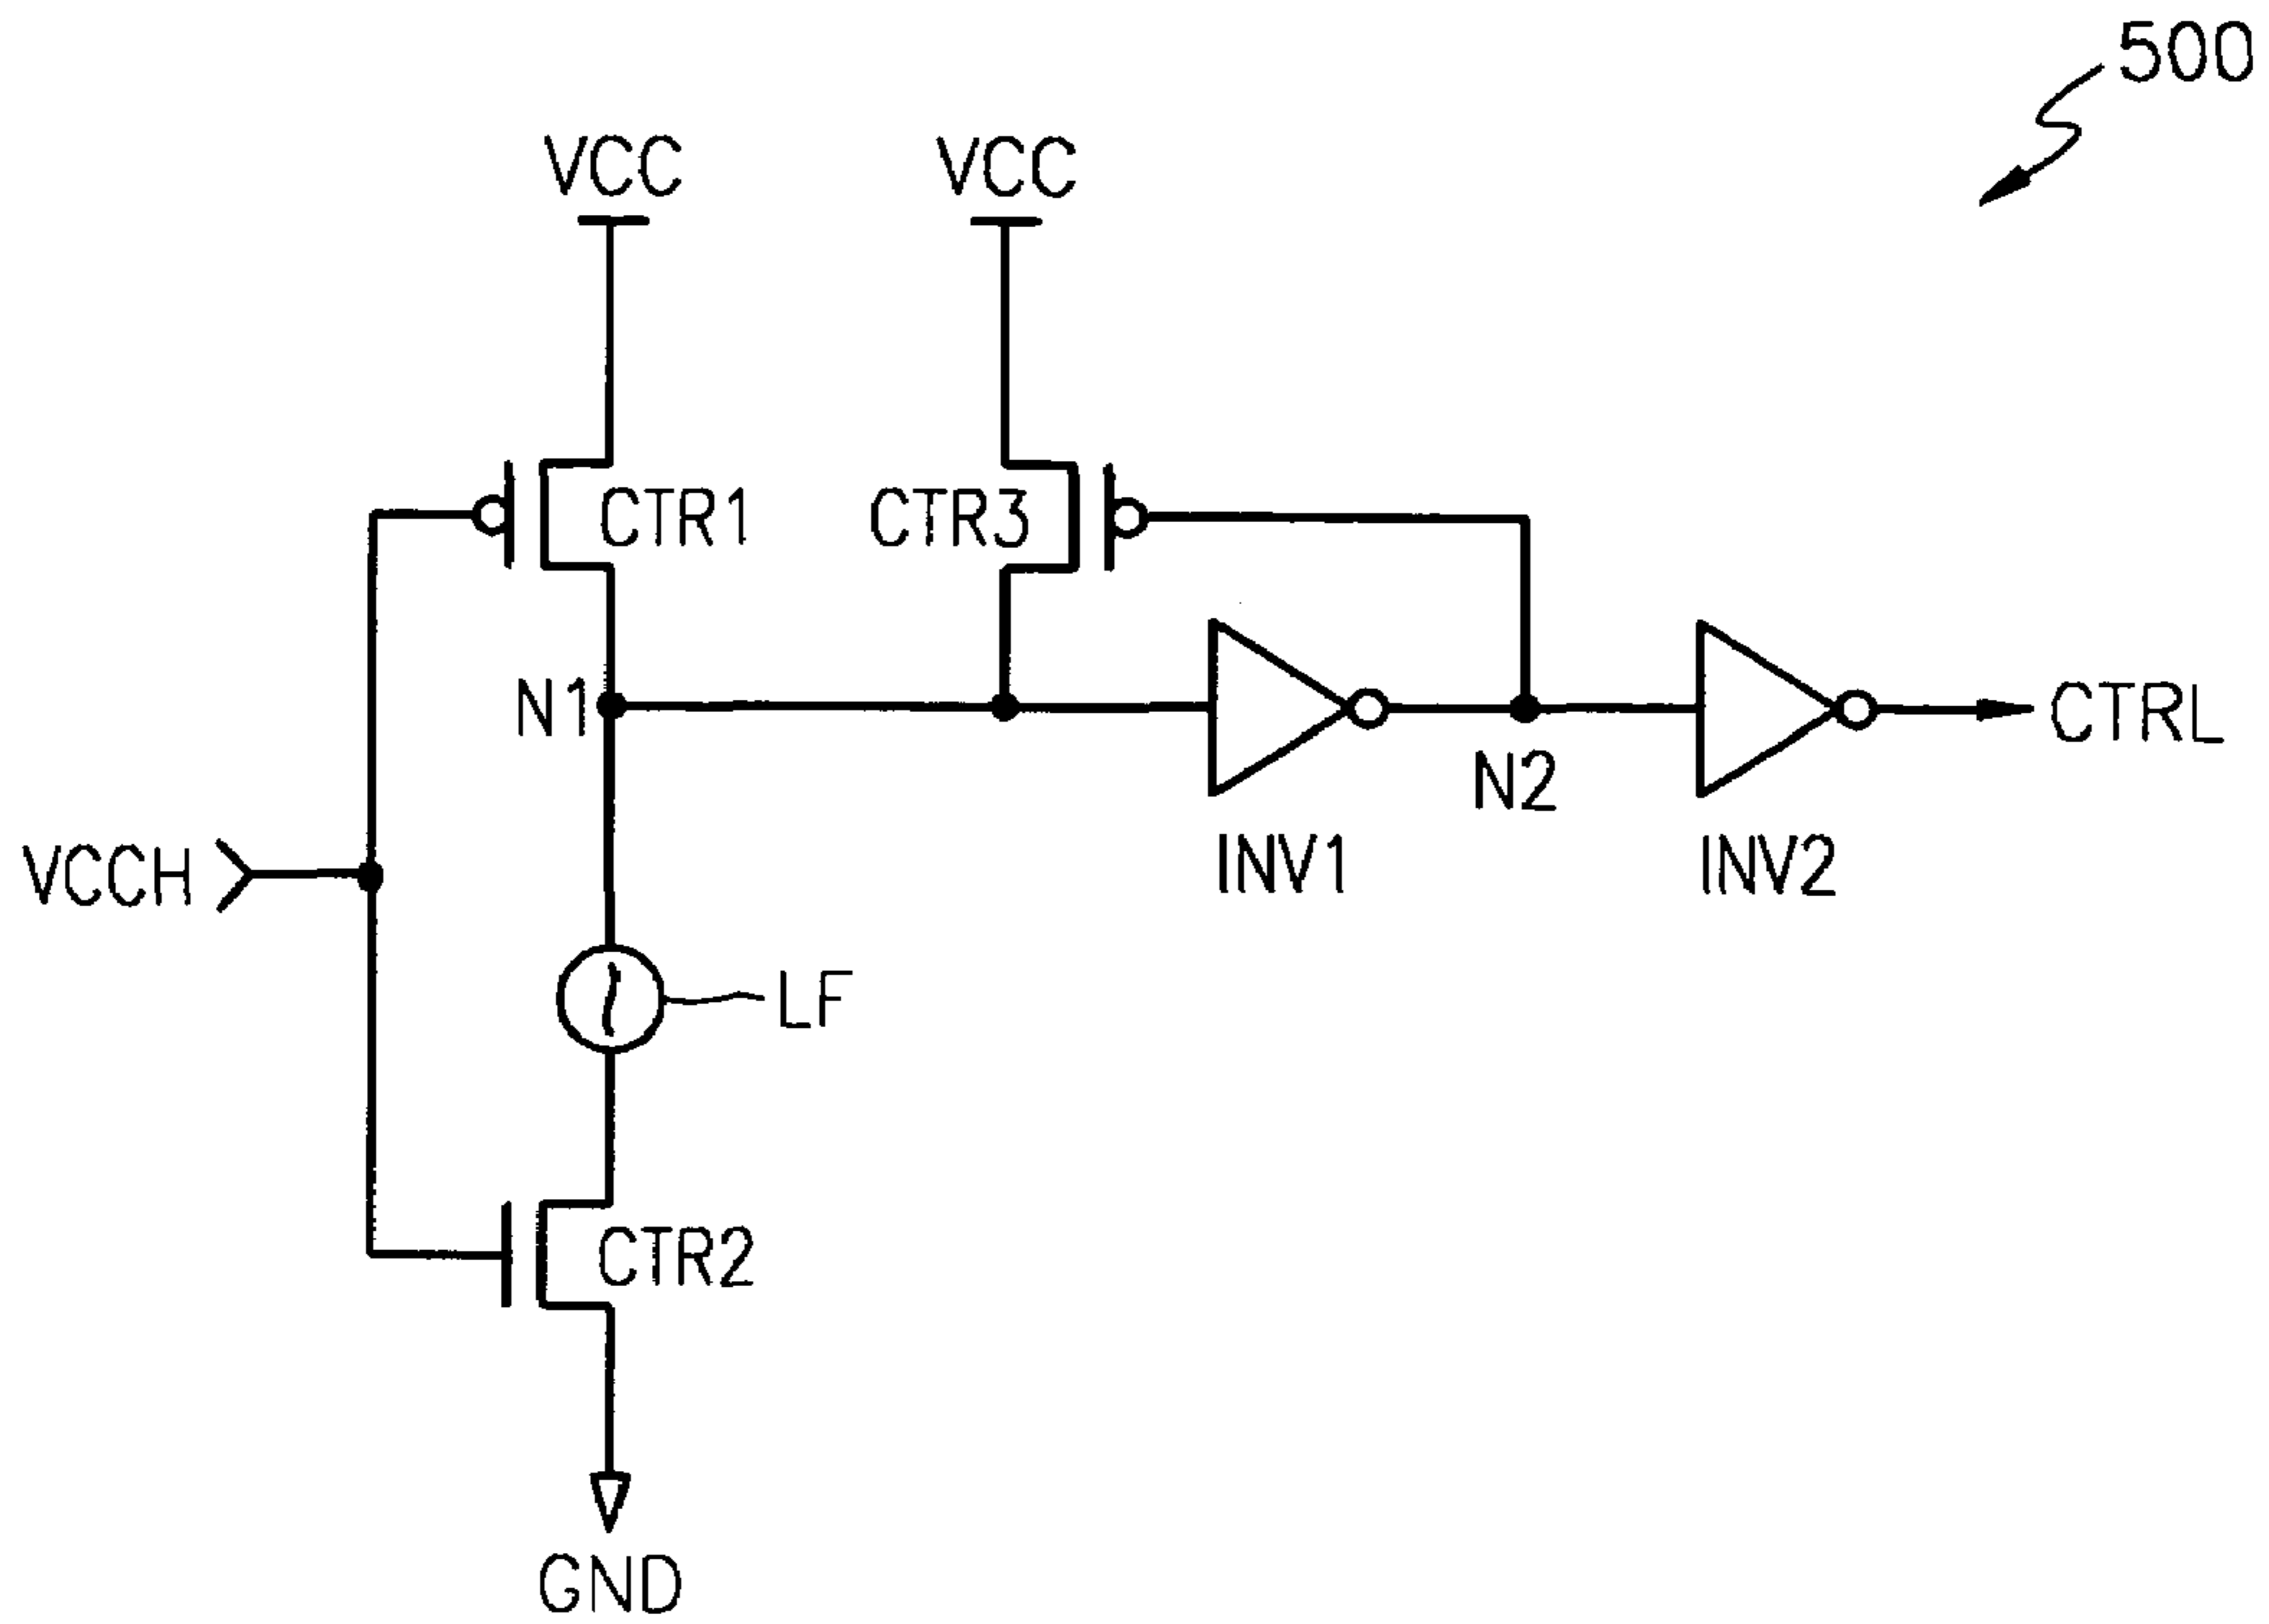 500
VCC
VCC
CTR1
CTR3
N1
CTRL
N2
VCCH
INV1
INV2
LF
CTR2
GND